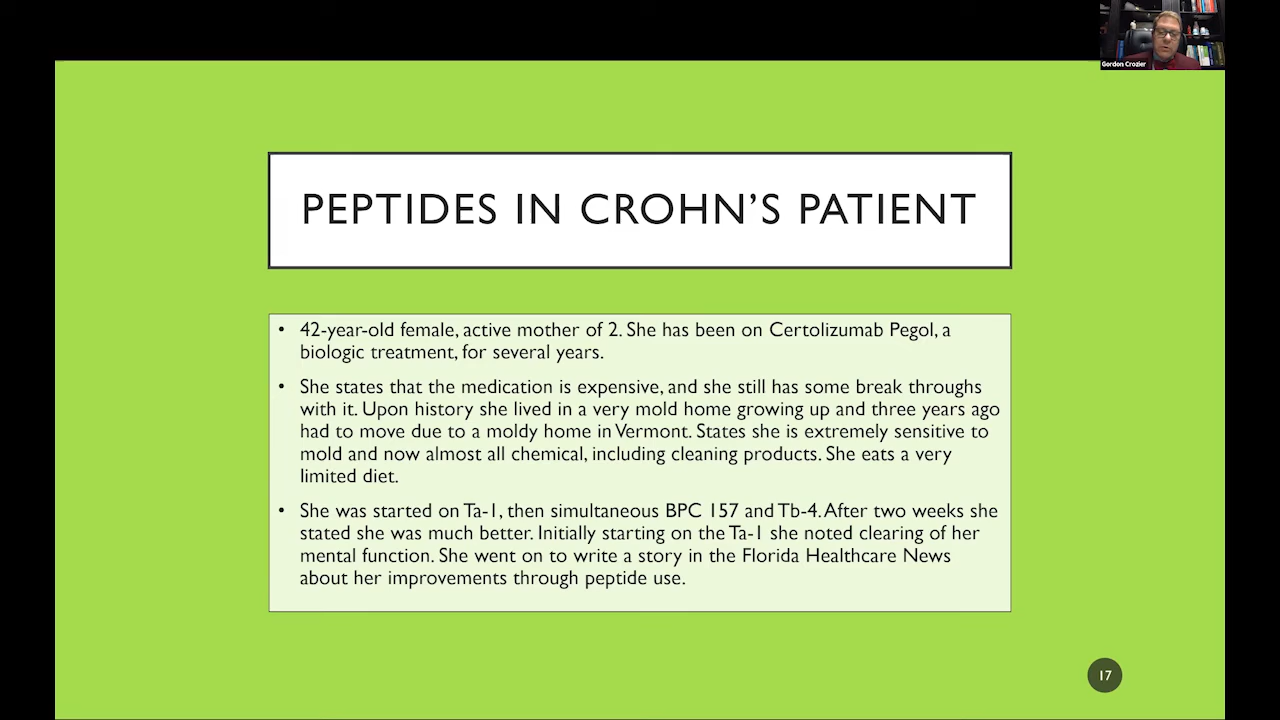 Gordon Crozier
PEPTIDES IN CROHN'S PATIENT
• 42-year-old female, active mother of 2. She has been on Certolizumab Pegol, a
biologic treatment, for several years.
• She states that the medication is expensive, and she still has some break throughs
with it. Upon history she lived in a very mold home growing up and three years ago
had to move due to a moldy home in Vermont. States she is extremely sensitive to
mold and now almost all chemical, including cleaning products. She eats a very
limited diet.
• She was started on Ta-1, then simultaneous BPC 157 and Tb-4. After two weeks she
stated she was much better. Initially starting on the Ta-1 she noted clearing of her
mental function. She went on to write a story in the Florida Healthcare News
about her improvements through peptide use.
17